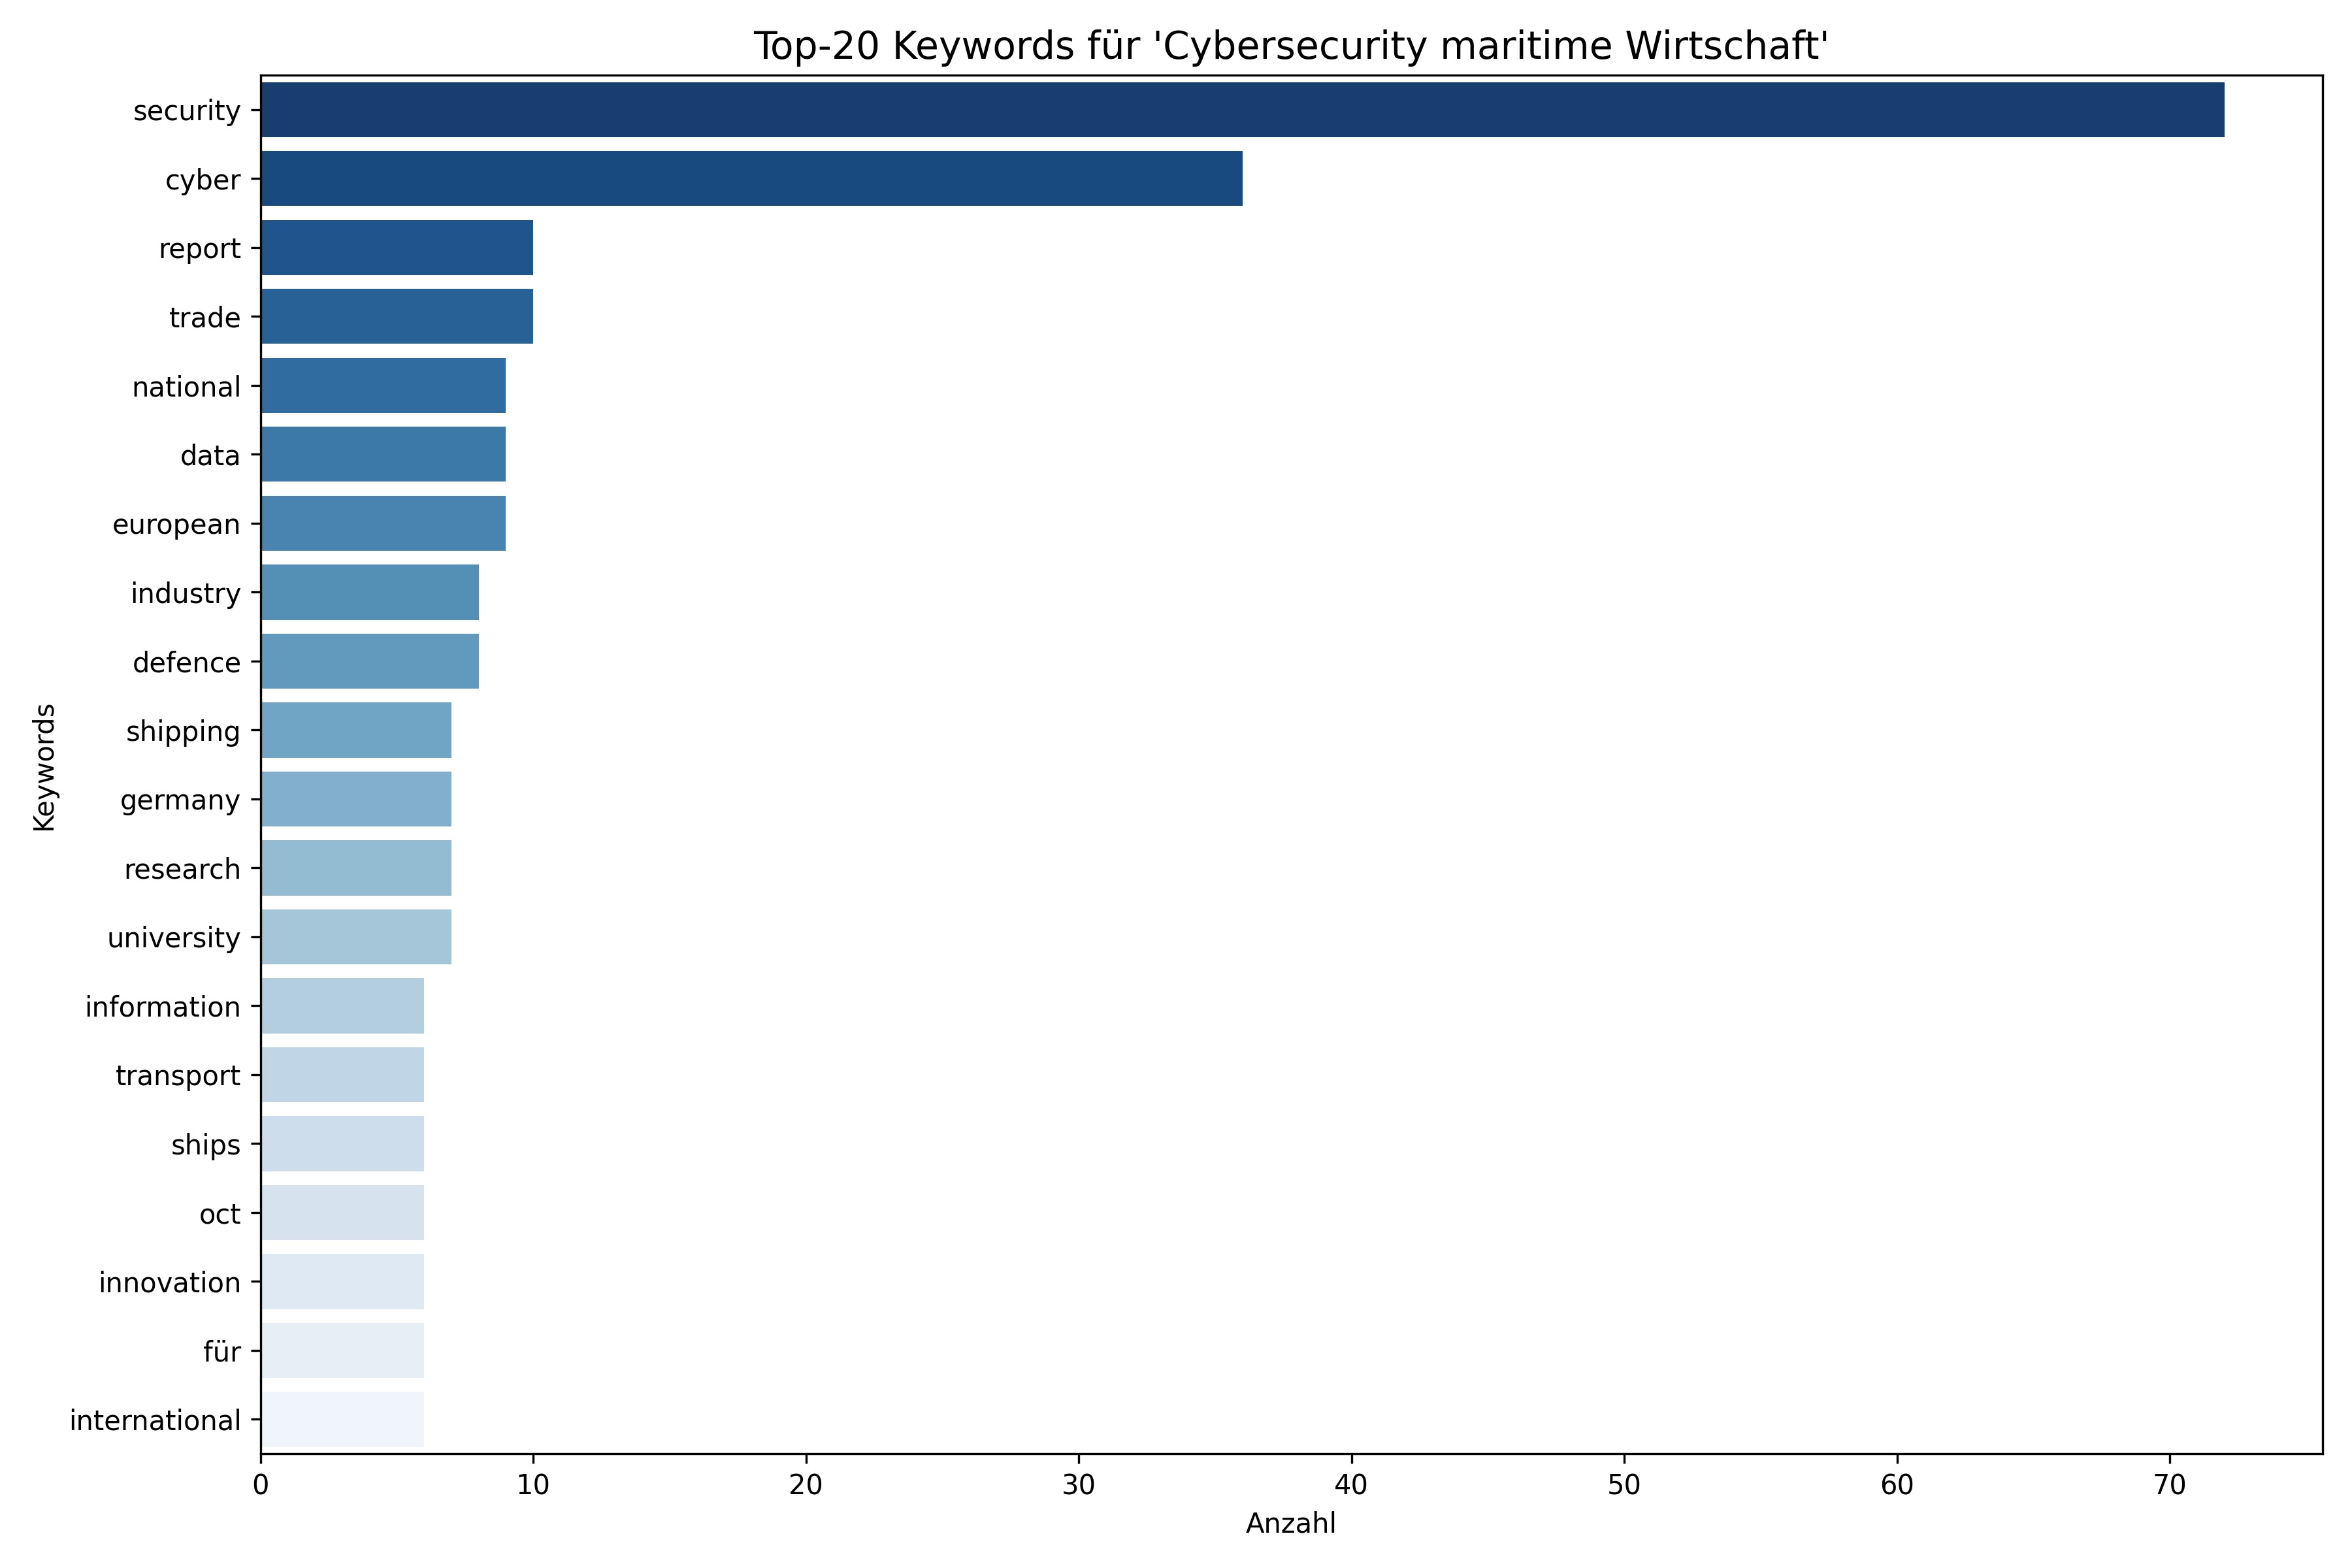 Top-20 Keywords für 'Cybersecurity maritime Wirtschaft'
Keywords
security
cyber
report
trade
national
data
european
industry
defence
shipping
germany
research
university
information
transport
ships
oct
innovation
für
international
0 10 20 30 40 50 60 70
Anzahl